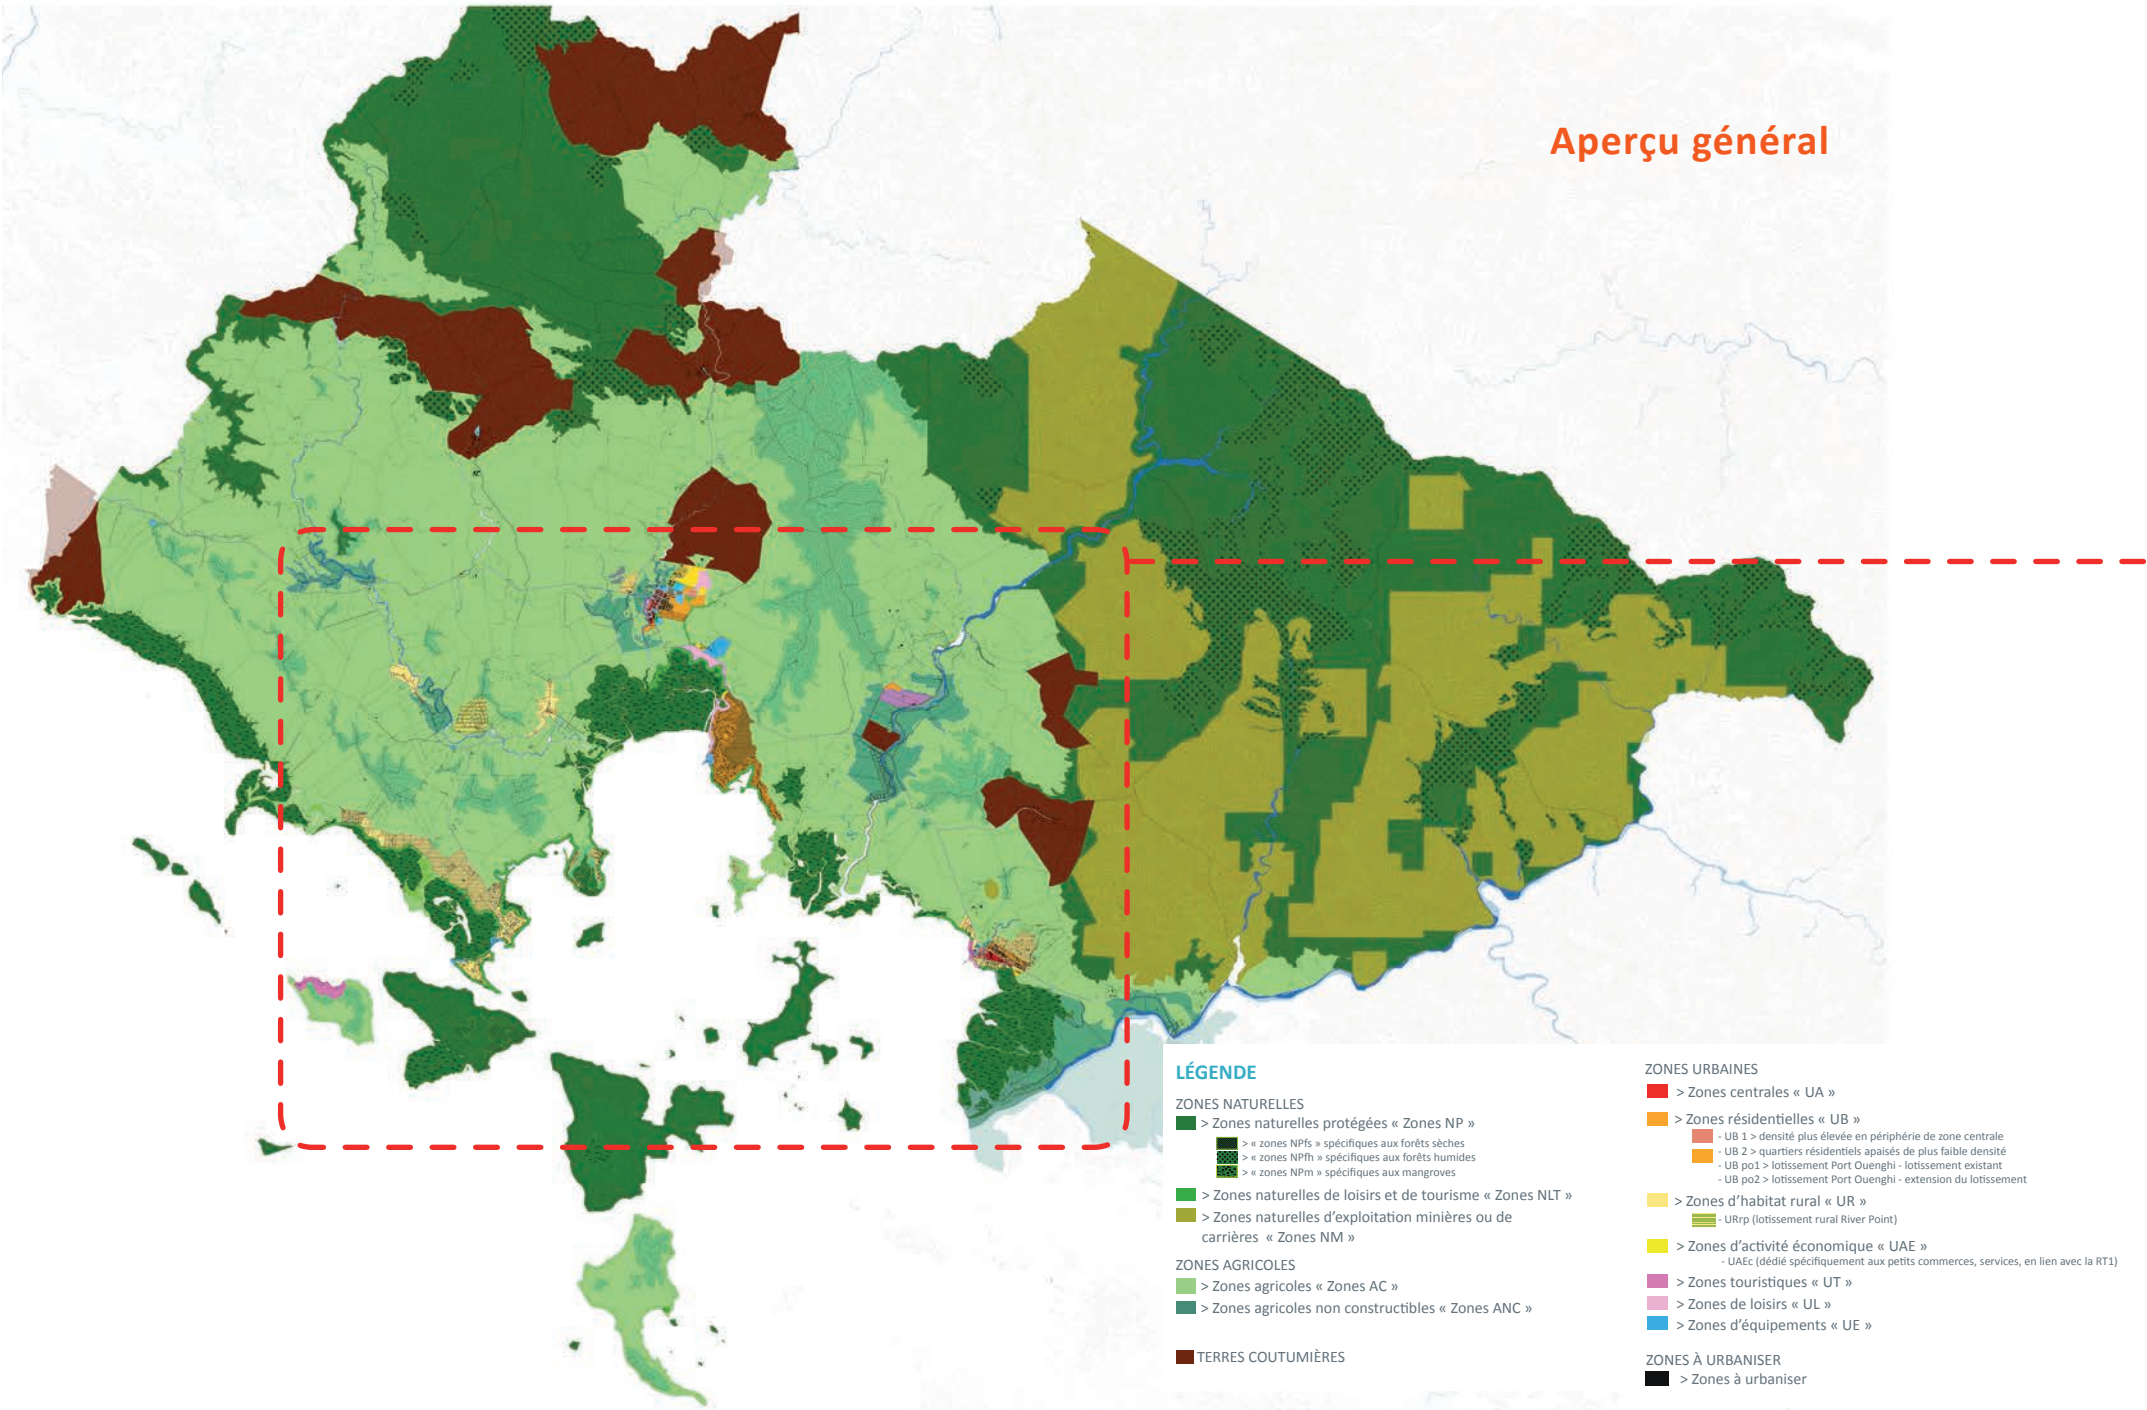 Aperçu général
LÉGENDE
ZONES NATURELLES
> Zones naturelles protégées « Zones NP »
> « zones NPfs » spécifiques aux forêts sèches
> « zones NPfh » spécifiques aux forêts humides
> « zones NPm » spécifiques aux mangroves
> Zones naturelles de loisirs et de tourisme « Zones NLT »
> Zones naturelles d'exploitation minières ou de
carrières « Zones NM »
ZONES AGRICOLES
> Zones agricoles « Zones AC »
> Zones agricoles non constructibles « Zones ANC »
TERRES COUTUMIÈRES
ZONES URBAINES
> Zones centrales « UA »
> Zones résidentielles « UB »
- UB 1 > densité plus élevée en périphérie de zone centrale
- UB 2 > quartiers résidentiels apaisés de plus faible densité
- UB po1 > lotissement Port Ouenghi - lotissement existant
- UB po2 > lotissement Port Ouenghi - extension du lotissement
> Zones d'habitat rural « UR »
- URrp (lotissement rural River Point)
> Zones d'activité économique « UAE »
- UAEc (dédié spécifiquement aux petits commerces, services, en lien avec la RT1)
> Zones touristiques « UT »
> Zones de loisirs « UL »
> Zones d'équipements « UE »
ZONES À URBANISER
> Zones à urbaniser